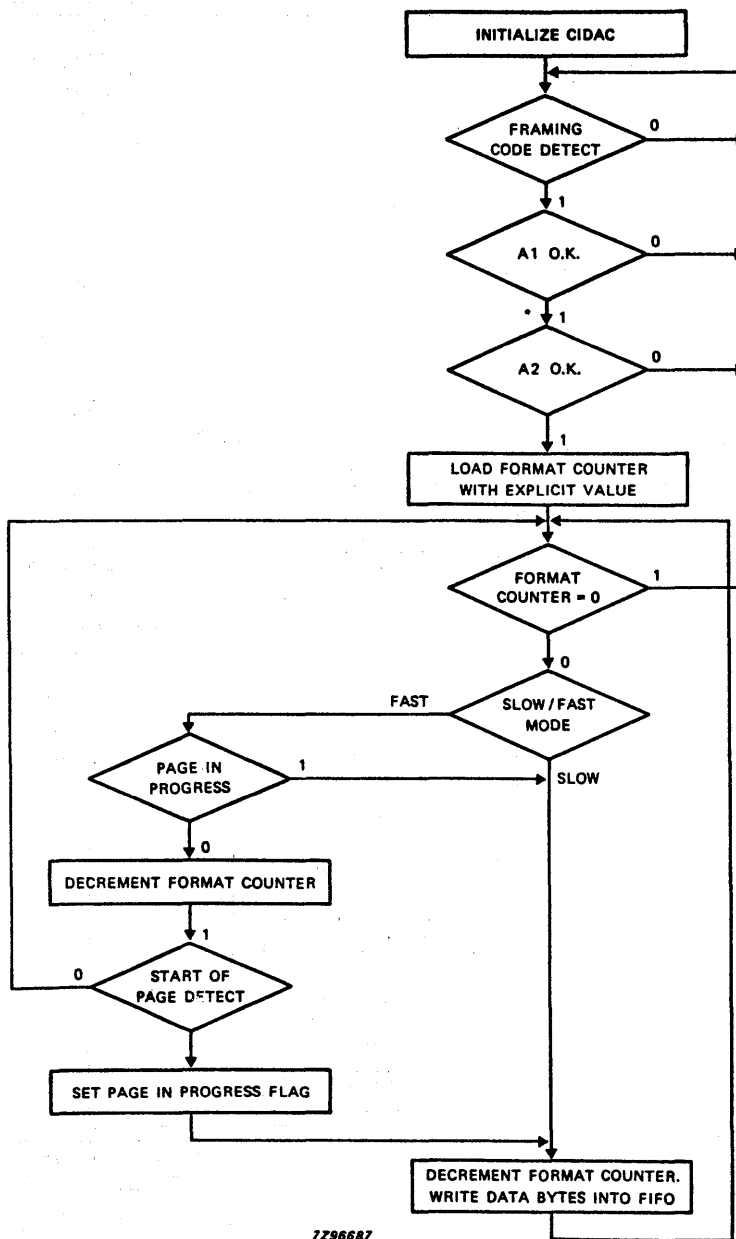 INITIALIZE CIDAC
FRAMING
CODE DETECT
0
1
A1 O.K.
0
1
A2 O.K.
0
1
LOAD FORMAT COUNTER
WITH EXPLICIT VALUE
FORMAT
COUNTER = 0
1
0
SLOW/FAST
MODE
FAST
SLOW
PAGE IN
PROGRESS
1
0
DECREMENT FORMAT COUNTER
1
START OF
PAGE DETECT
0
SET PAGE IN PROGRESS FLAG
DECREMENT FORMAT COUNTER.
WRITE DATA BYTES INTO FIFO
7Z96687